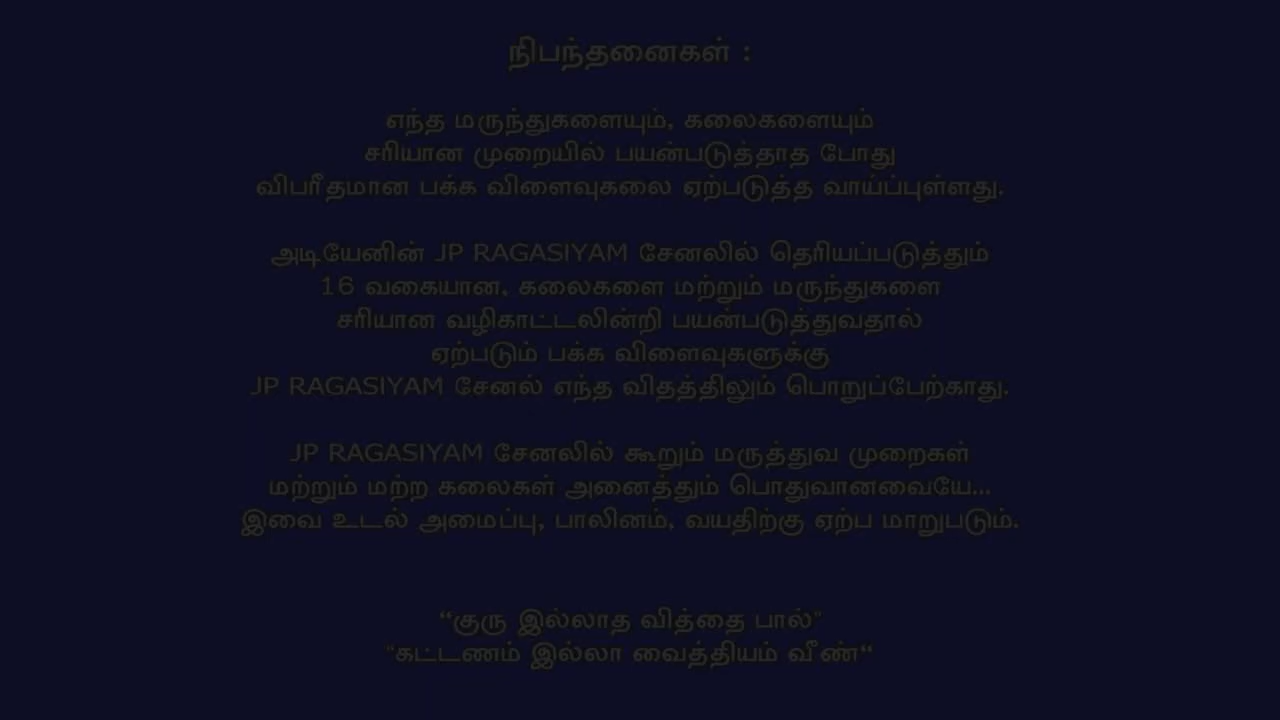 நிபந்தனைகள் :
எந்த மருந்துகளையும், கலைகளையும்
சரியான முறையில் பயன்படுத்தாத போது
விபரீதமான பக்க விளைவுகலை ஏற்படுத்த வாய்ப்புள்ளது.
அடியேனின் JP RAGASIYAM சேனலில் தெரியப்படுத்தும்
16 வகையான, கலைகளை மற்றும் மருந்துகளை
சரியான வழிகாட்டலின்றி பயன்படுத்துவதால்
ஏற்படும் பக்க விளைவுகளுக்கு
JP RAGASIYAM சேனல் எந்த விதத்திலும் பொறுப்பேற்காது.
JP RAGASIYAM சேனலில் கூறும் மருத்துவ முறைகள்
மற்றும் மற்ற கலைகள் அனைத்தும் பொதுவானவையே...
இவை உடல் அமைப்பு, பாலினம், வயதிற்கு ஏற்ப மாறுபடும்.
“குரு இல்லாத வித்தை பால்"
"கட்டணம் இல்லா வைத்தியம் வீண்“